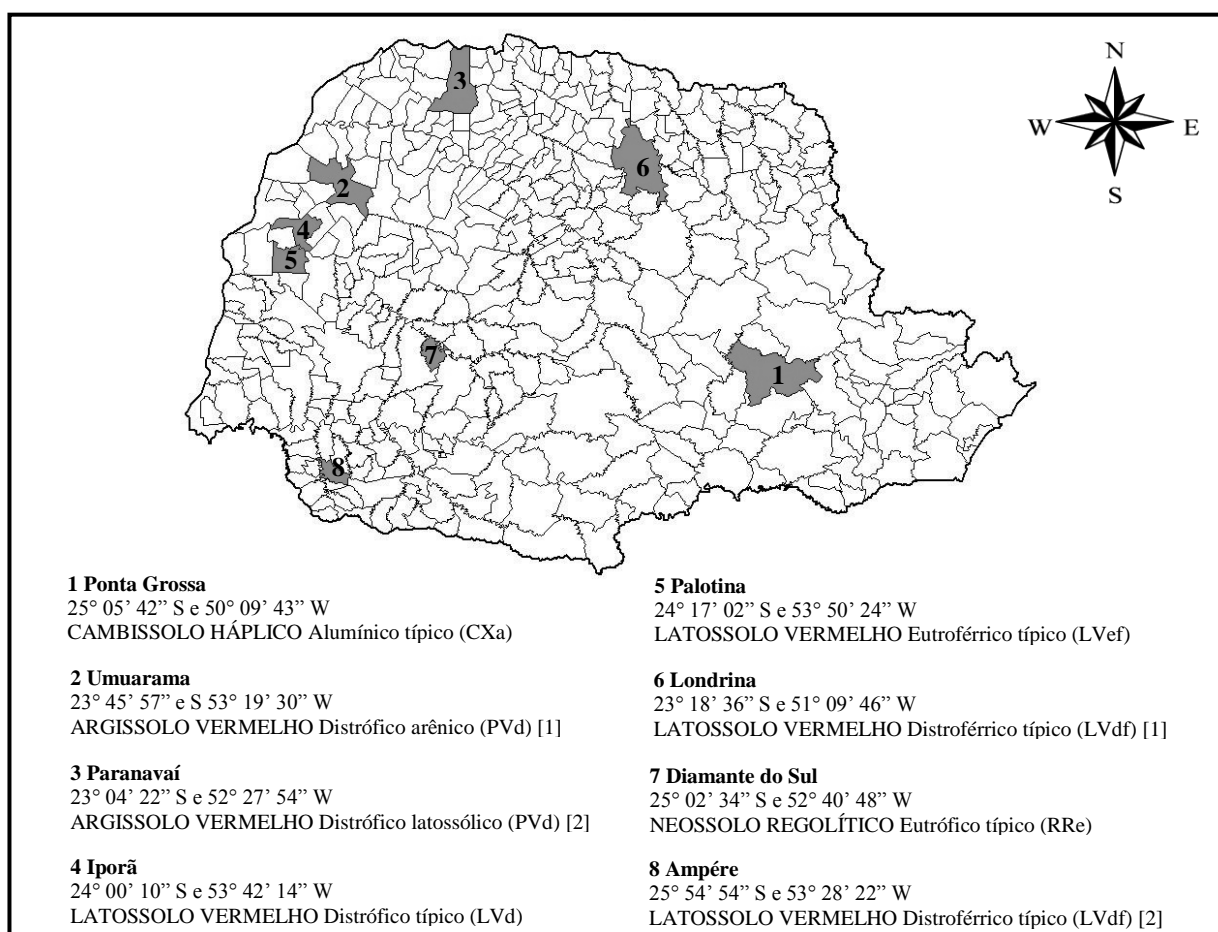 N
W
E
S
3
6
2
4
5
7
1
8
1 Ponta Grossa
25° 05’ 42” S e 50° 09’ 43” W
CAMBISSOLO HÁPLICO Alumínico típico (CXa)
2 Umuarama
23° 45’ 57” e S 53° 19’ 30” W
ARGISSOLO VERMELHO Distrófico arênico (PVd) [1]
3 Paranavaí
23° 04’ 22” S e 52° 27’ 54” W
ARGISSOLO VERMELHO Distrófico latossólico (PVd) [2]
4 Iporã
24° 00’ 10” S e 53° 42’ 14” W
LATOSSOLO VERMELHO Distrófico típico (LVd)
5 Palotina
24° 17’ 02” S e 53° 50’ 24” W
LATOSSOLO VERMELHO Eutroférrico típico (LVef)
6 Londrina
23° 18’ 36” S e 51° 09’ 46” W
LATOSSOLO VERMELHO Distroférrico típico (LVdf) [1]
7 Diamante do Sul
25° 02’ 34” S e 52° 40’ 48” W
NEOSSOLO REGOLÍTICO Eutrófico típico (RRe)
8 Ampére
25° 54’ 54” S e 53° 28’ 22” W
LATOSSOLO VERMELHO Distroférrico típico (LVdf) [2]